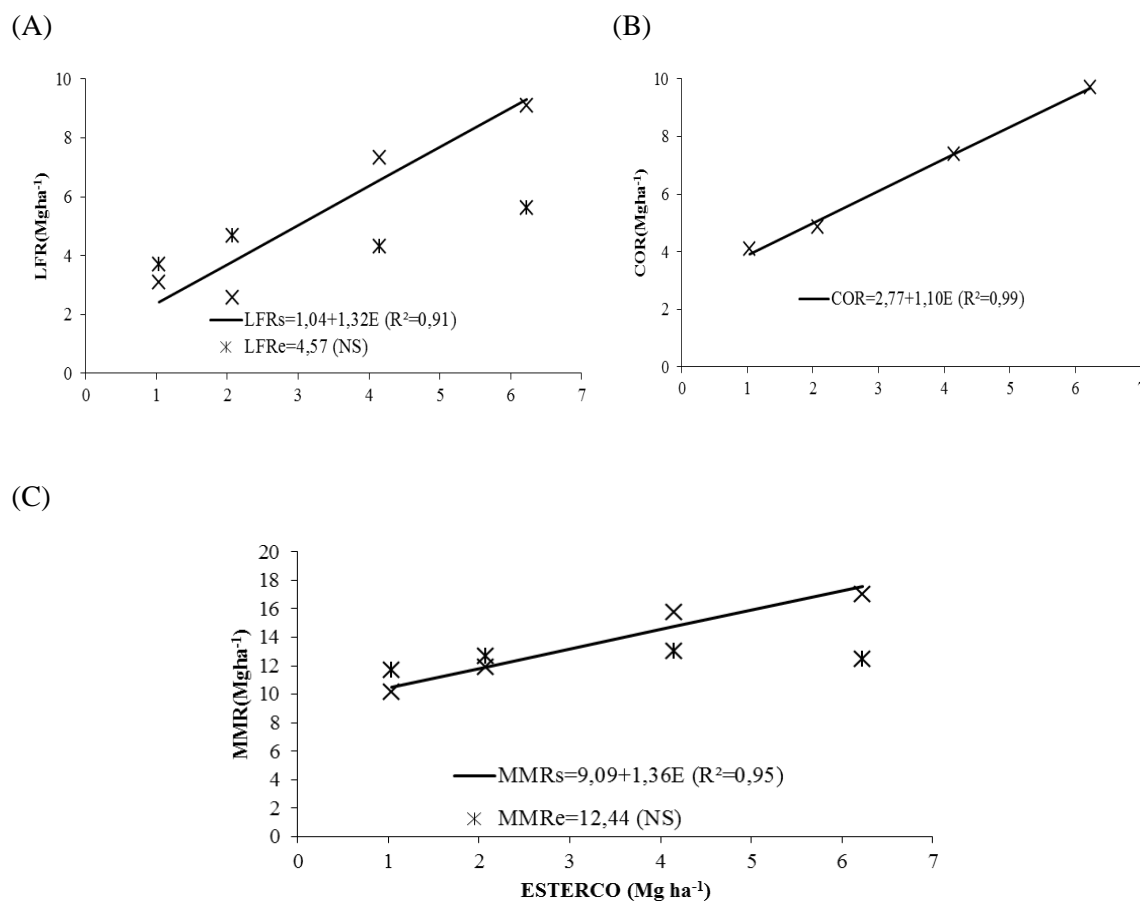 (A)
(B)
10
8
6
4
2
0
LFR(Mgha⁻¹)
LFRs=1,04+1,32E (R²=0,91)
LFRe=4,57 (NS)
0 1 2 3 4 5 6 7
10
8
6
4
2
0
COR(Mgha⁻¹)
COR=2,77+1,10E (R²=0,99)
0 1 2 3 4 5 6 7
(C)
20
18
16
14
12
10
8
6
4
2
0
MMR(Mgha⁻¹)
MMRs=9,09+1,36E (R²=0,95)
MMRe=12,44 (NS)
0 1 2 3 4 5 6 7
ESTERCO (Mg ha⁻¹)